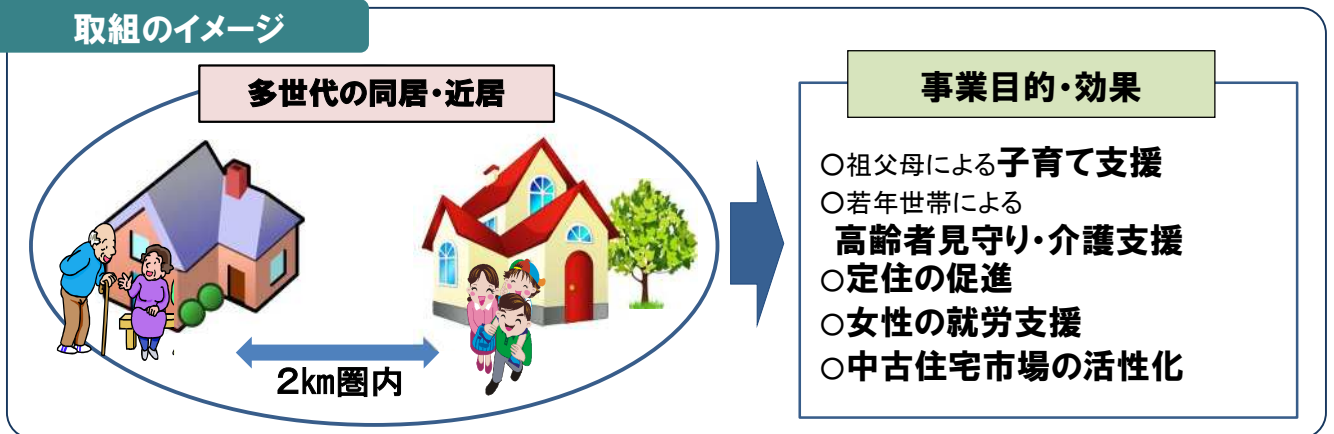 取組のイメージ
多世代の同居・近居
2km圏内
事業目的・効果
○祖父母による子育て支援
○若年世帯による
高齢者見守り・介護支援
○定住の促進
○女性の就労支援
○中古住宅市場の活性化